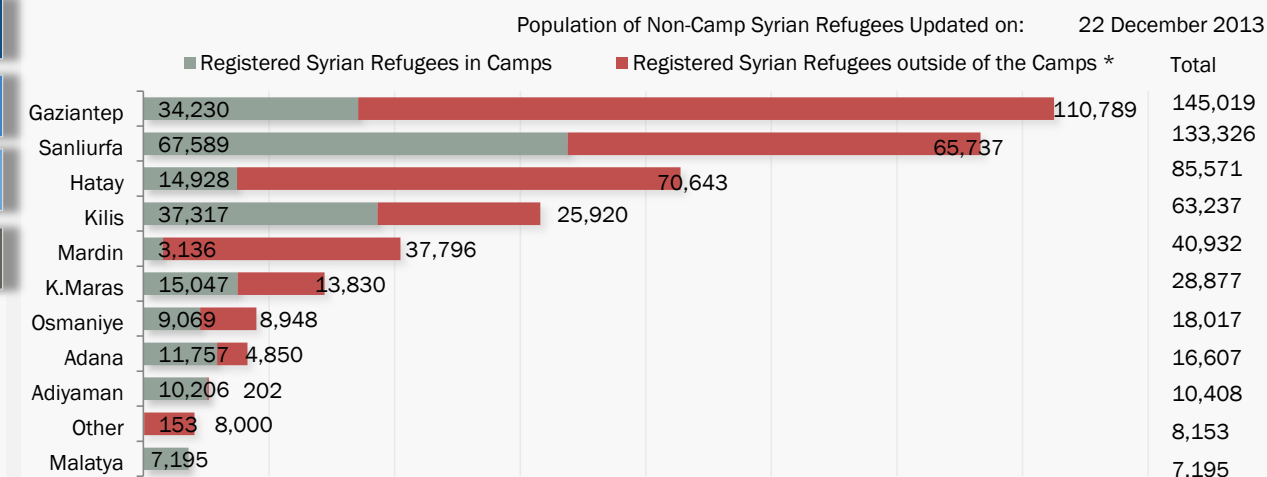 Population of Non-Camp Syrian Refugees Updated on: 22 December 2013
Registered Syrian Refugees in Camps Registered Syrian Refugees outside of the Camps * Total
Gaziantep 34,230 110,789 145,019
Sanliurfa 67,589 65,737 133,326
Hatay 14,928 70,643 85,571
Kilis 37,317 25,920 63,237
Mardin 3,136 37,796 40,932
K.Maras 15,047 13,830 28,877
Osmaniye 9,069 8,948 18,017
Adana 11,757 4,850 16,607
Adiyaman 10,206 202 10,408
Other 153 8,000 8,153
Malatya 7,195 7,195